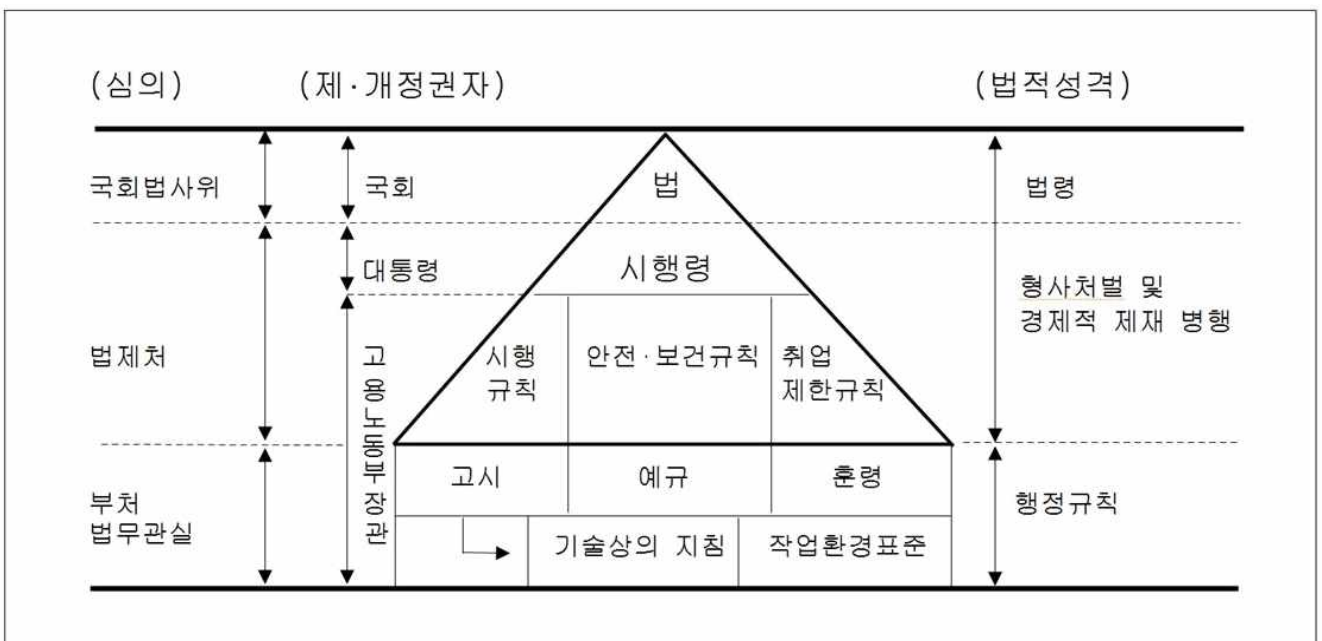 (심의)
(제·개정권자)
(법적성격)
국회법사위
국회
법
법령
대통령
시행령
형사처벌 및
경제적 제재 병행
법제처
고용노동부장관
시행
규칙
안전·보건규칙
취업
제한규칙
고시
예규
훈령
부처
법무관실
행정규칙
기술상의 지침
작업환경표준